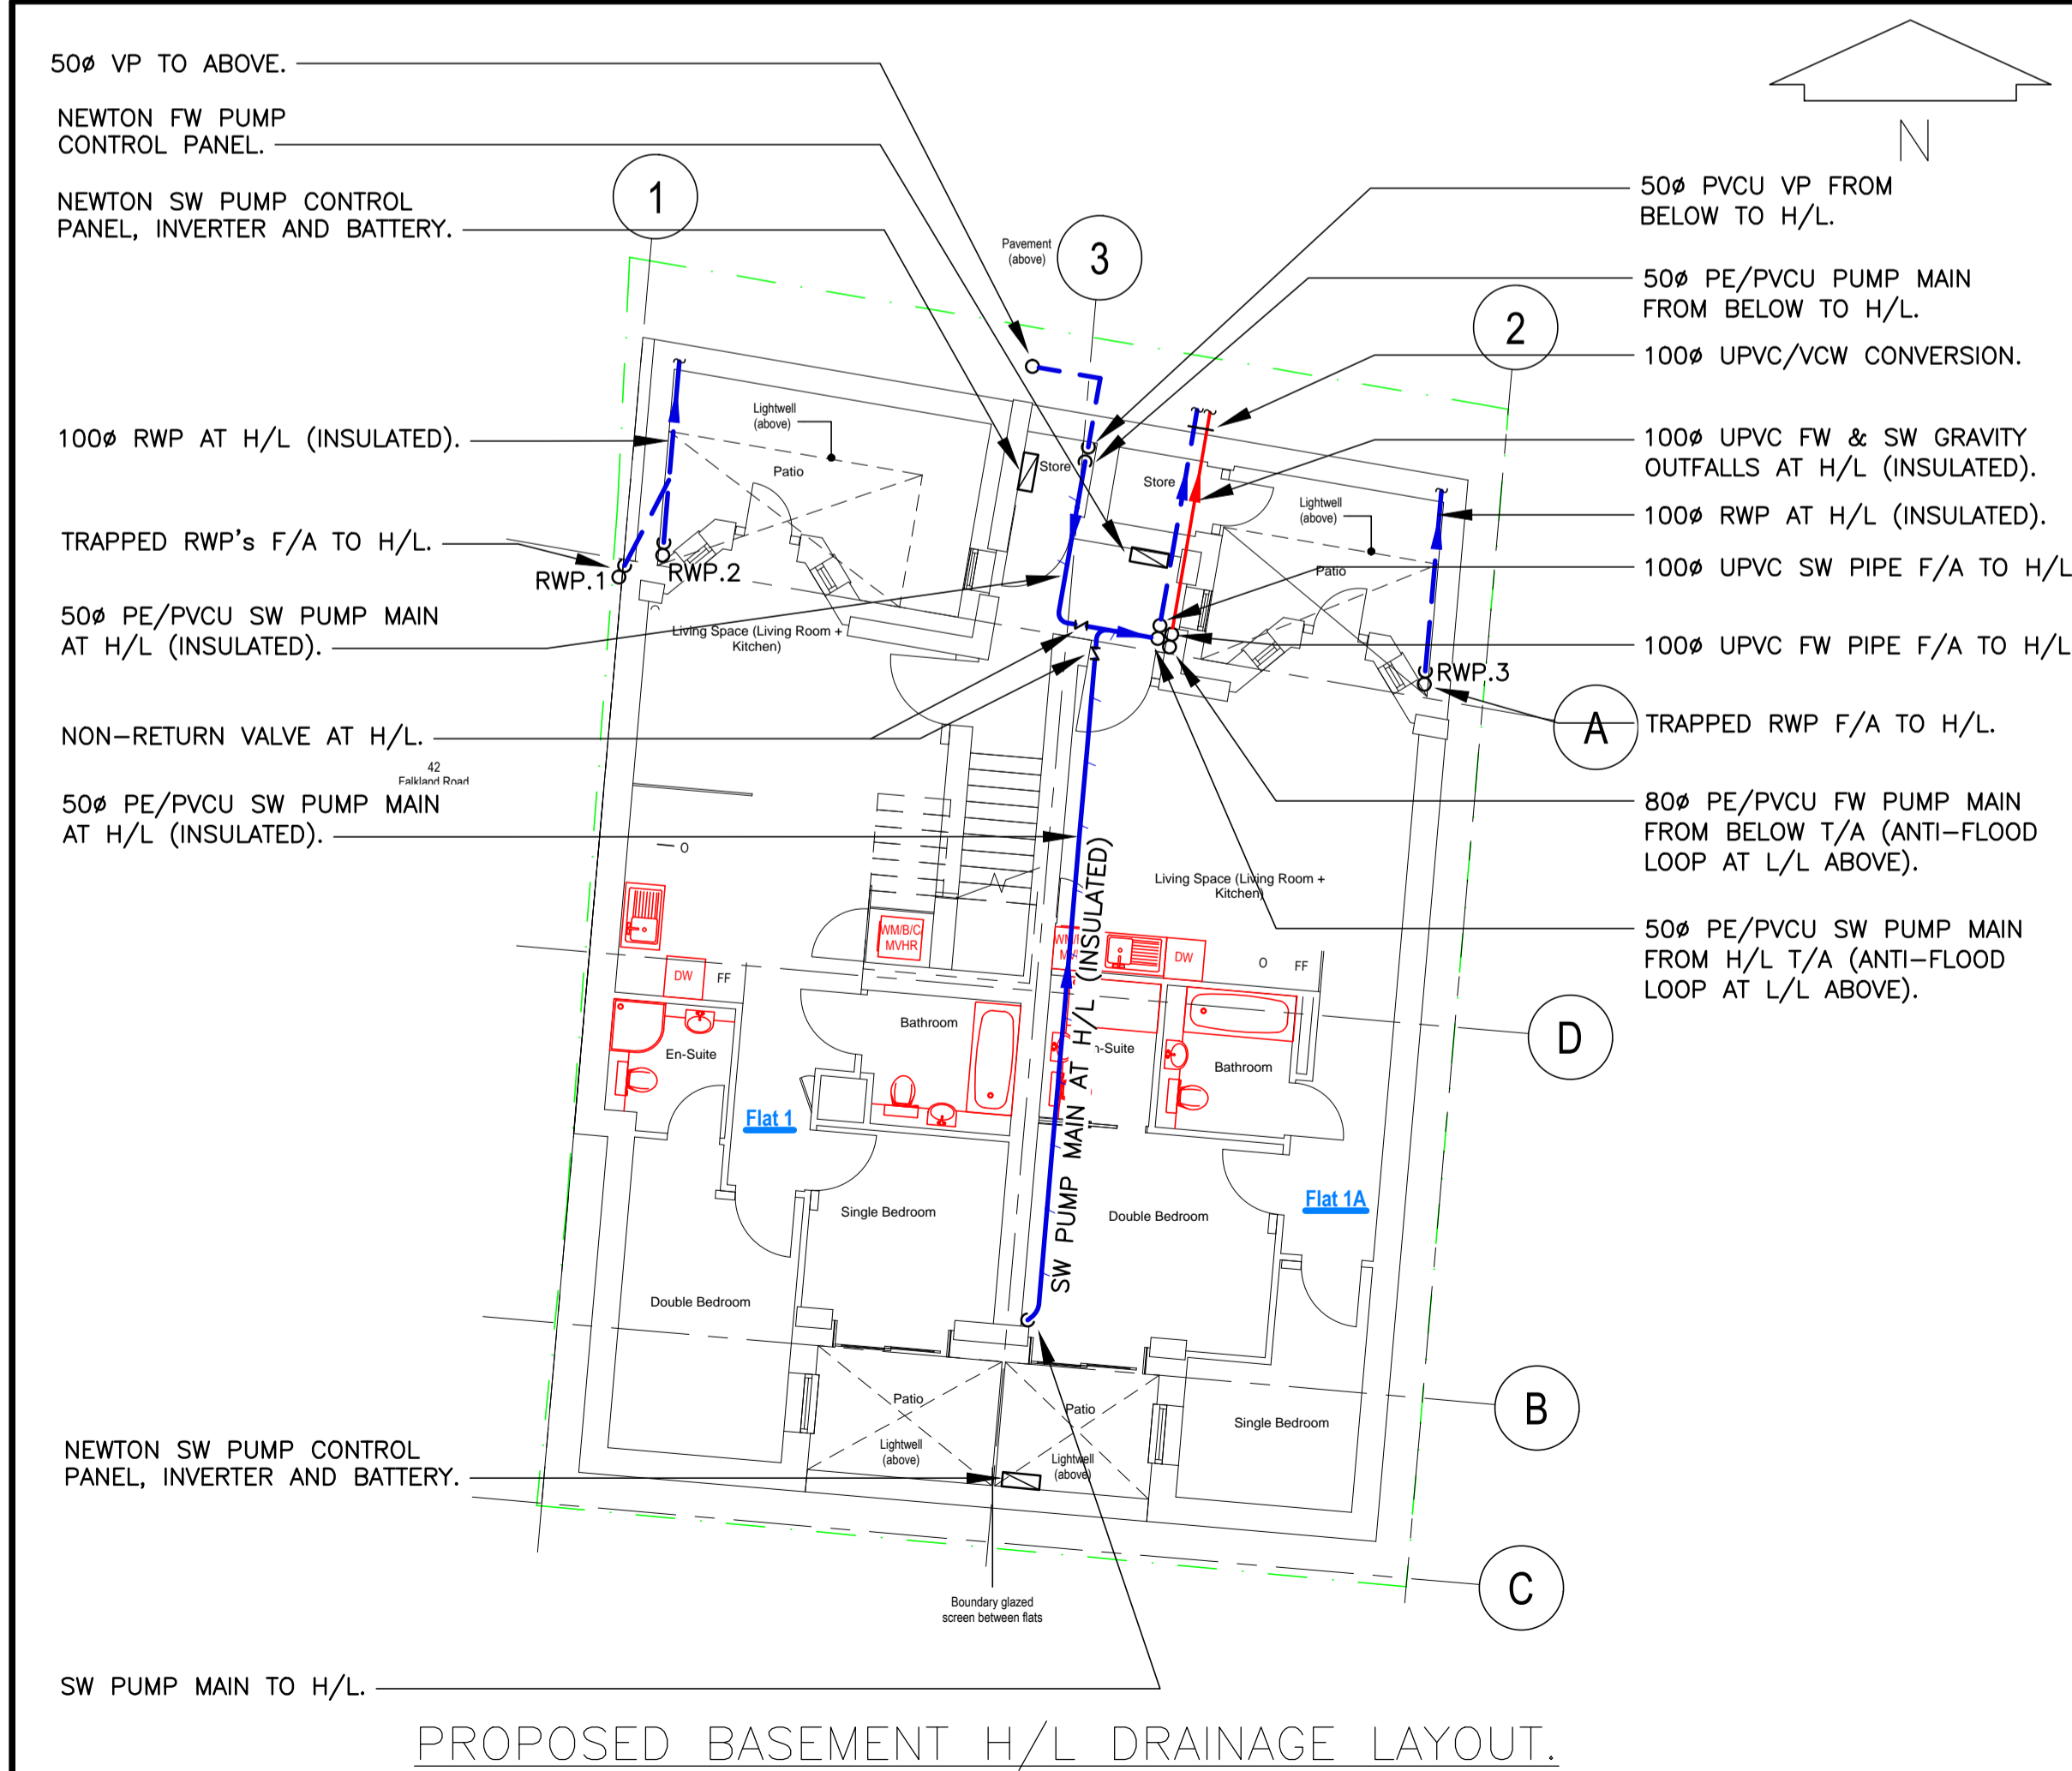 50ø VP TO ABOVE.
NEWTON FW PUMP
CONTROL PANEL.
NEWTON SW PUMP CONTROL
PANEL, INVERTER AND BATTERY.
100ø RWP AT H/L (INSULATED).
TRAPPED RWP's F/A TO H/L.
50ø PE/PVCU SW PUMP MAIN
AT H/L (INSULATED).
NON-RETURN VALVE AT H/L.
42
Falkland Road
50ø PE/PVCU SW PUMP MAIN
AT H/L (INSULATED).
NEWTON SW PUMP CONTROL
PANEL, INVERTER AND BATTERY.
SW PUMP MAIN TO H/L.
1
3
2
Pavement
(above)
Lightwell
(above)
Patio
Store
Store
Lightwell
(above)
Patio
RWP.1
RWP.2
RWP.3
Living Space (Living Room +
Kitchen)
O
WM/B/C
MVHR
DW
FF
En-Suite
Bathroom
Flat 1
Single Bedroom
Double Bedroom
Living Space (Living Room +
Kitchen)
DW
O
FF
n-Suite
Bathroom
Flat 1A
Double Bedroom
Single Bedroom
SW PUMP MAIN AT H/L (INSULATED)
Patio
Lightwell
(above)
Patio
Lightwell
(above)
Boundary glazed
screen between flats
N
50ø PVCU VP FROM
BELOW TO H/L.
50ø PE/PVCU PUMP MAIN
FROM BELOW TO H/L.
100ø UPVC/VCW CONVERSION.
100ø UPVC FW & SW GRAVITY
OUTFALLS AT H/L (INSULATED).
100ø RWP AT H/L (INSULATED).
100ø UPVC SW PIPE F/A TO H/L
100ø UPVC FW PIPE F/A TO H/L
A
TRAPPED RWP F/A TO H/L.
80ø PE/PVCU FW PUMP MAIN
FROM BELOW T/A (ANTI-FLOOD
LOOP AT L/L ABOVE).
50ø PE/PVCU SW PUMP MAIN
FROM H/L T/A (ANTI-FLOOD
LOOP AT L/L ABOVE).
D
B
C
PROPOSED BASEMENT H/L DRAINAGE LAYOUT.